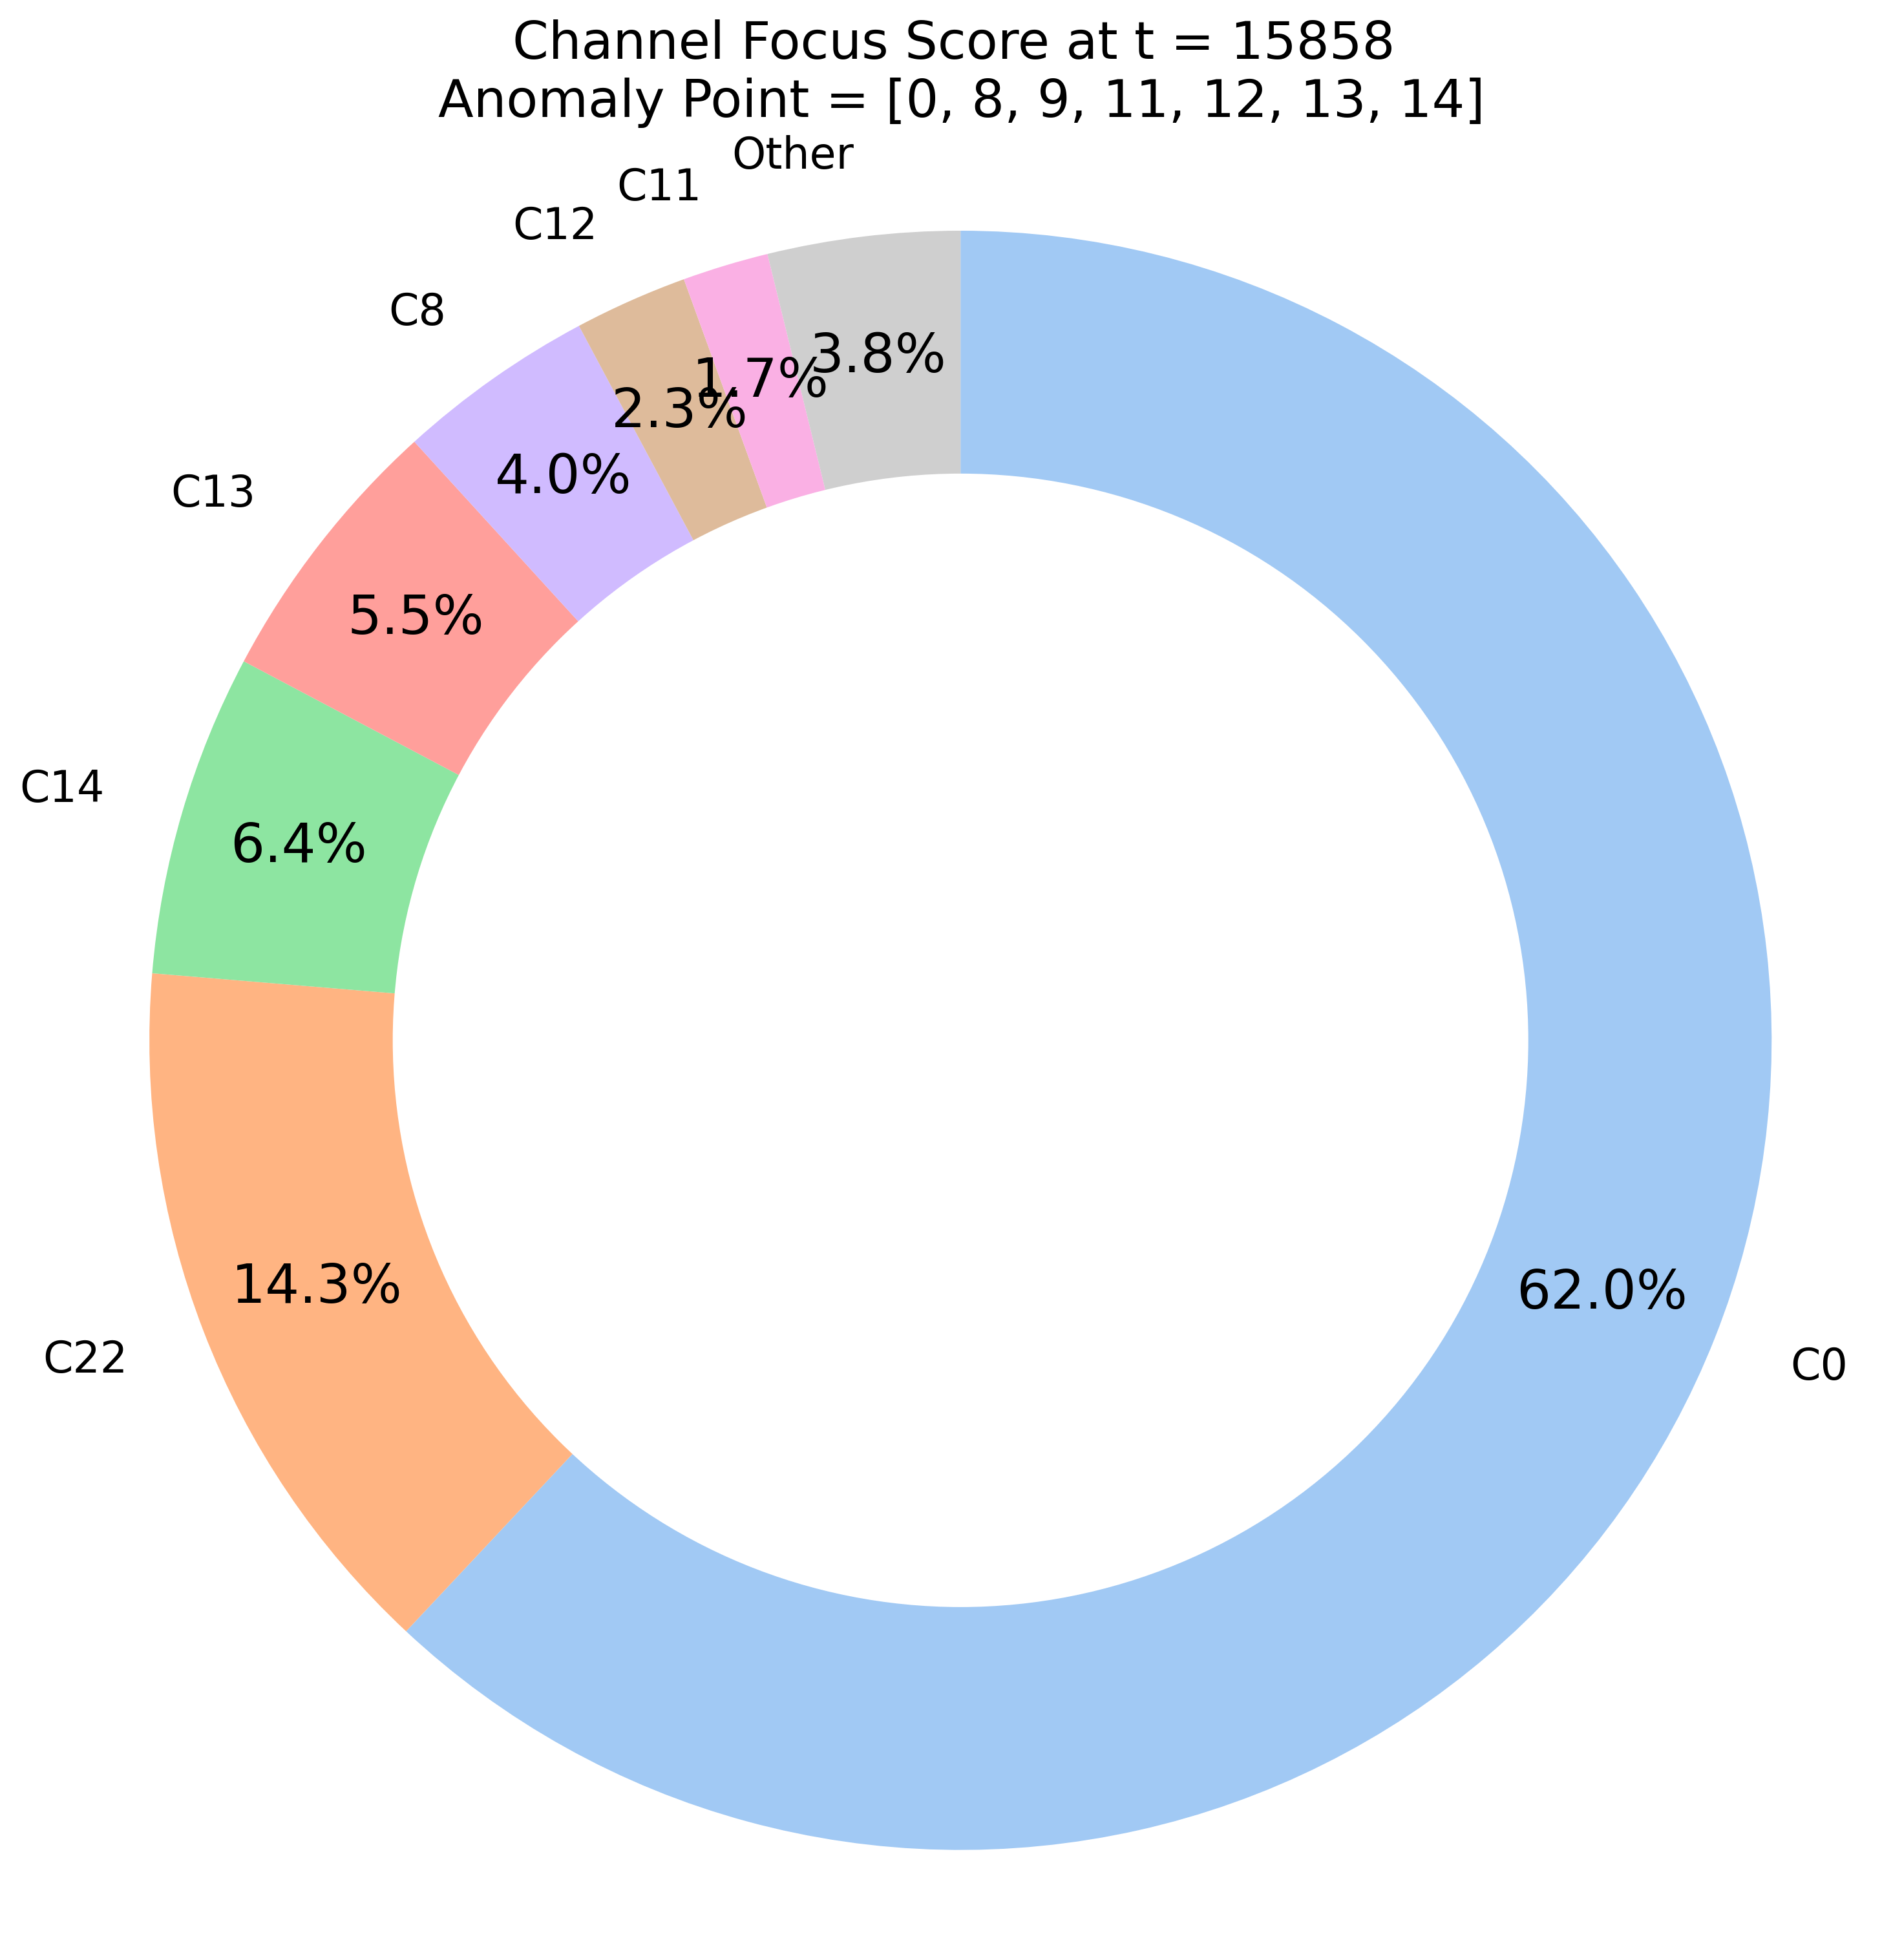 Channel Focus Score at t = 15858
Anomaly Point = [0, 8, 9, 11, 12, 13, 14]
Other
C11
C12
C8
C13
C14
C22
C0
3.8%
1.7%
2.3%
4.0%
5.5%
6.4%
14.3%
62.0%